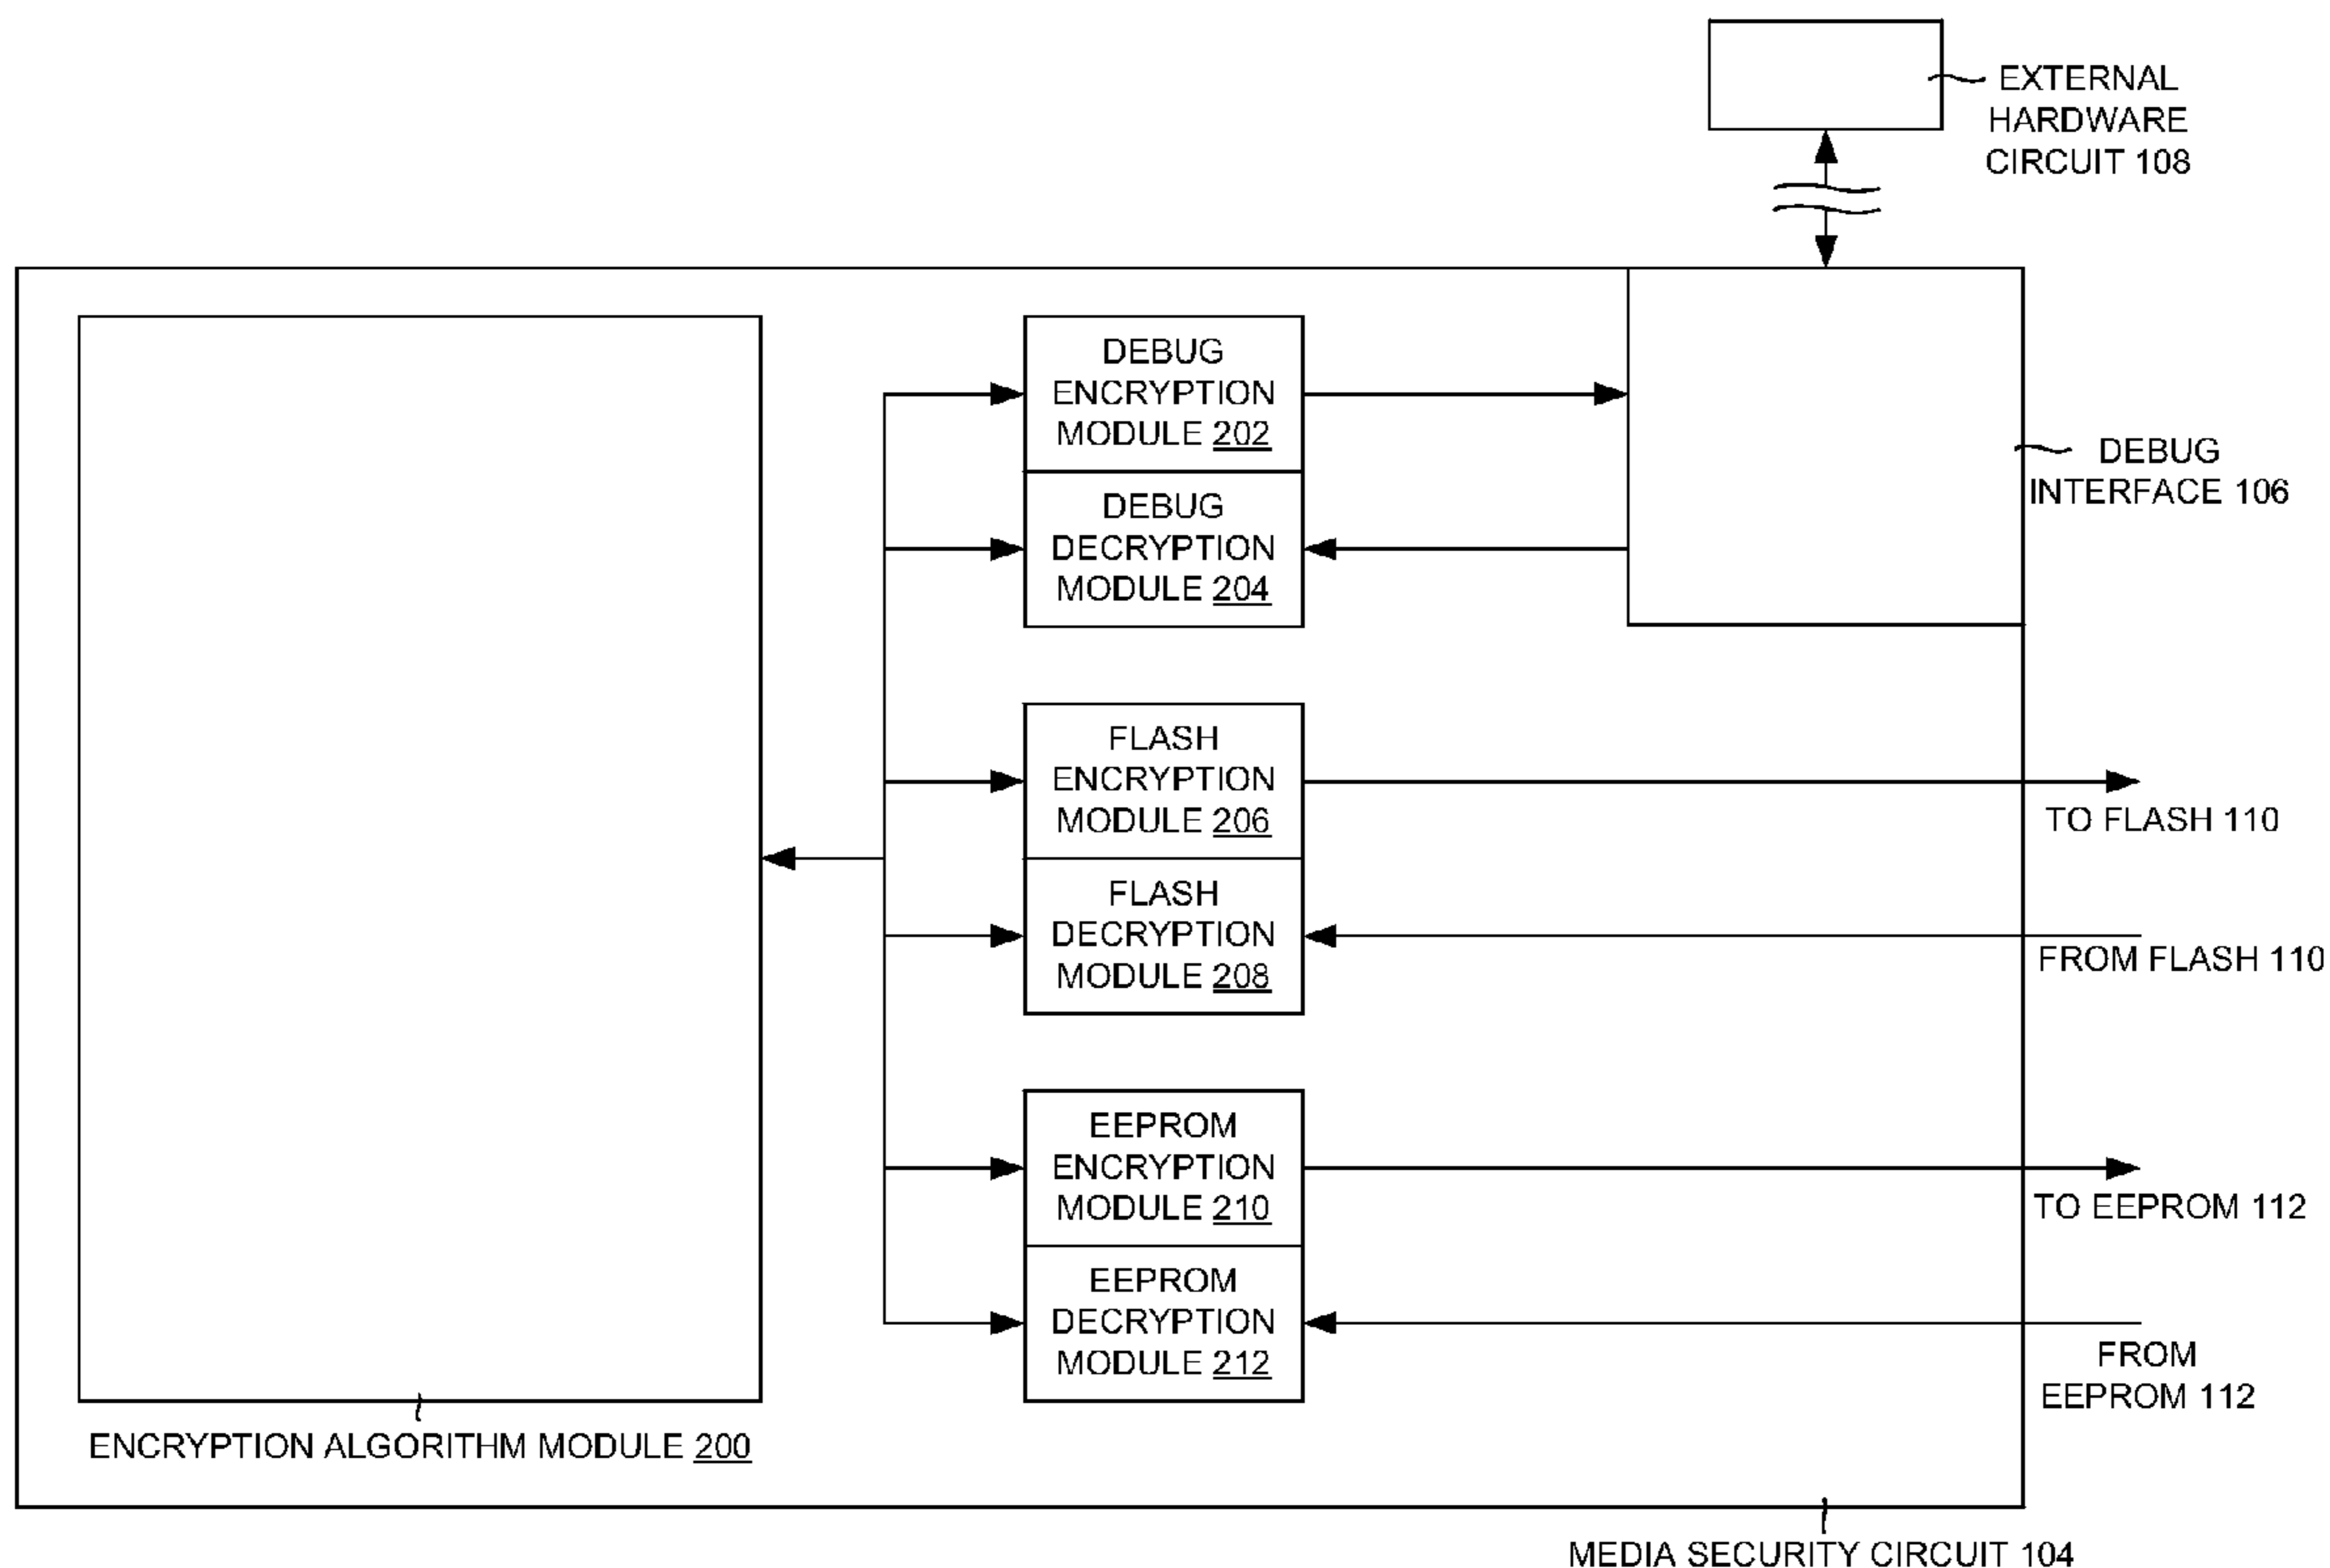 EXTERNAL
HARDWARE
CIRCUIT 108
DEBUG
ENCRYPTION
MODULE 202
DEBUG
DECRYPTION
MODULE 204
DEBUG
INTERFACE 106
FLASH
ENCRYPTION
MODULE 206
TO FLASH 110
FLASH
DECRYPTION
MODULE 208
FROM FLASH 110
EEPROM
ENCRYPTION
MODULE 210
TO EEPROM 112
EEPROM
DECRYPTION
MODULE 212
FROM
EEPROM 112
ENCRYPTION ALGORITHM MODULE 200
MEDIA SECURITY CIRCUIT 104